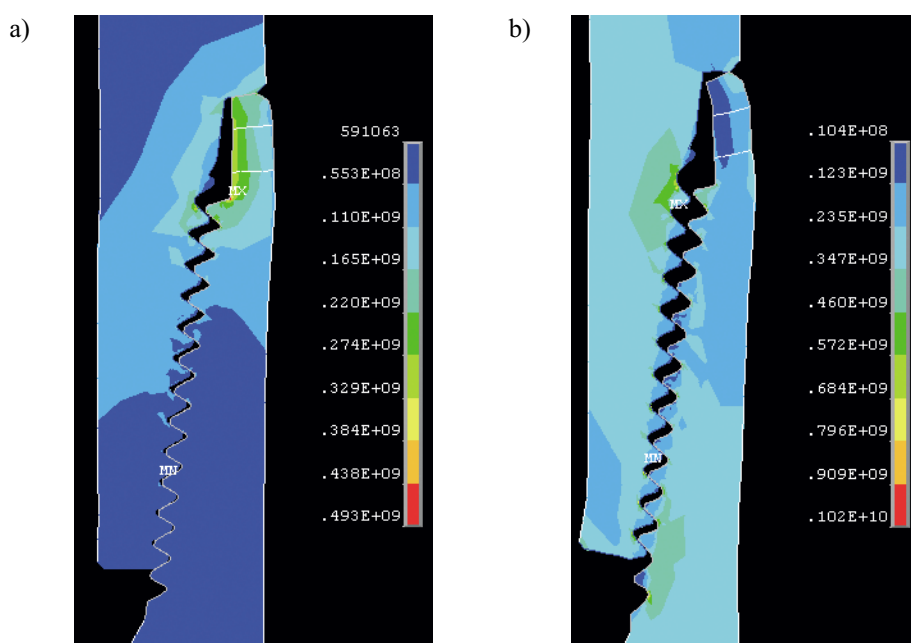 a)
591063
.553E+08
.110E+09
MX
.165E+09
.220E+09
.274E+09
.329E+09
.384E+09
MN
.438E+09
.493E+09
b)
.104E+08
.123E+09
MX
.235E+09
.347E+09
.460E+09
.572E+09
.684E+09
.796E+09
MN
.909E+09
.102E+10